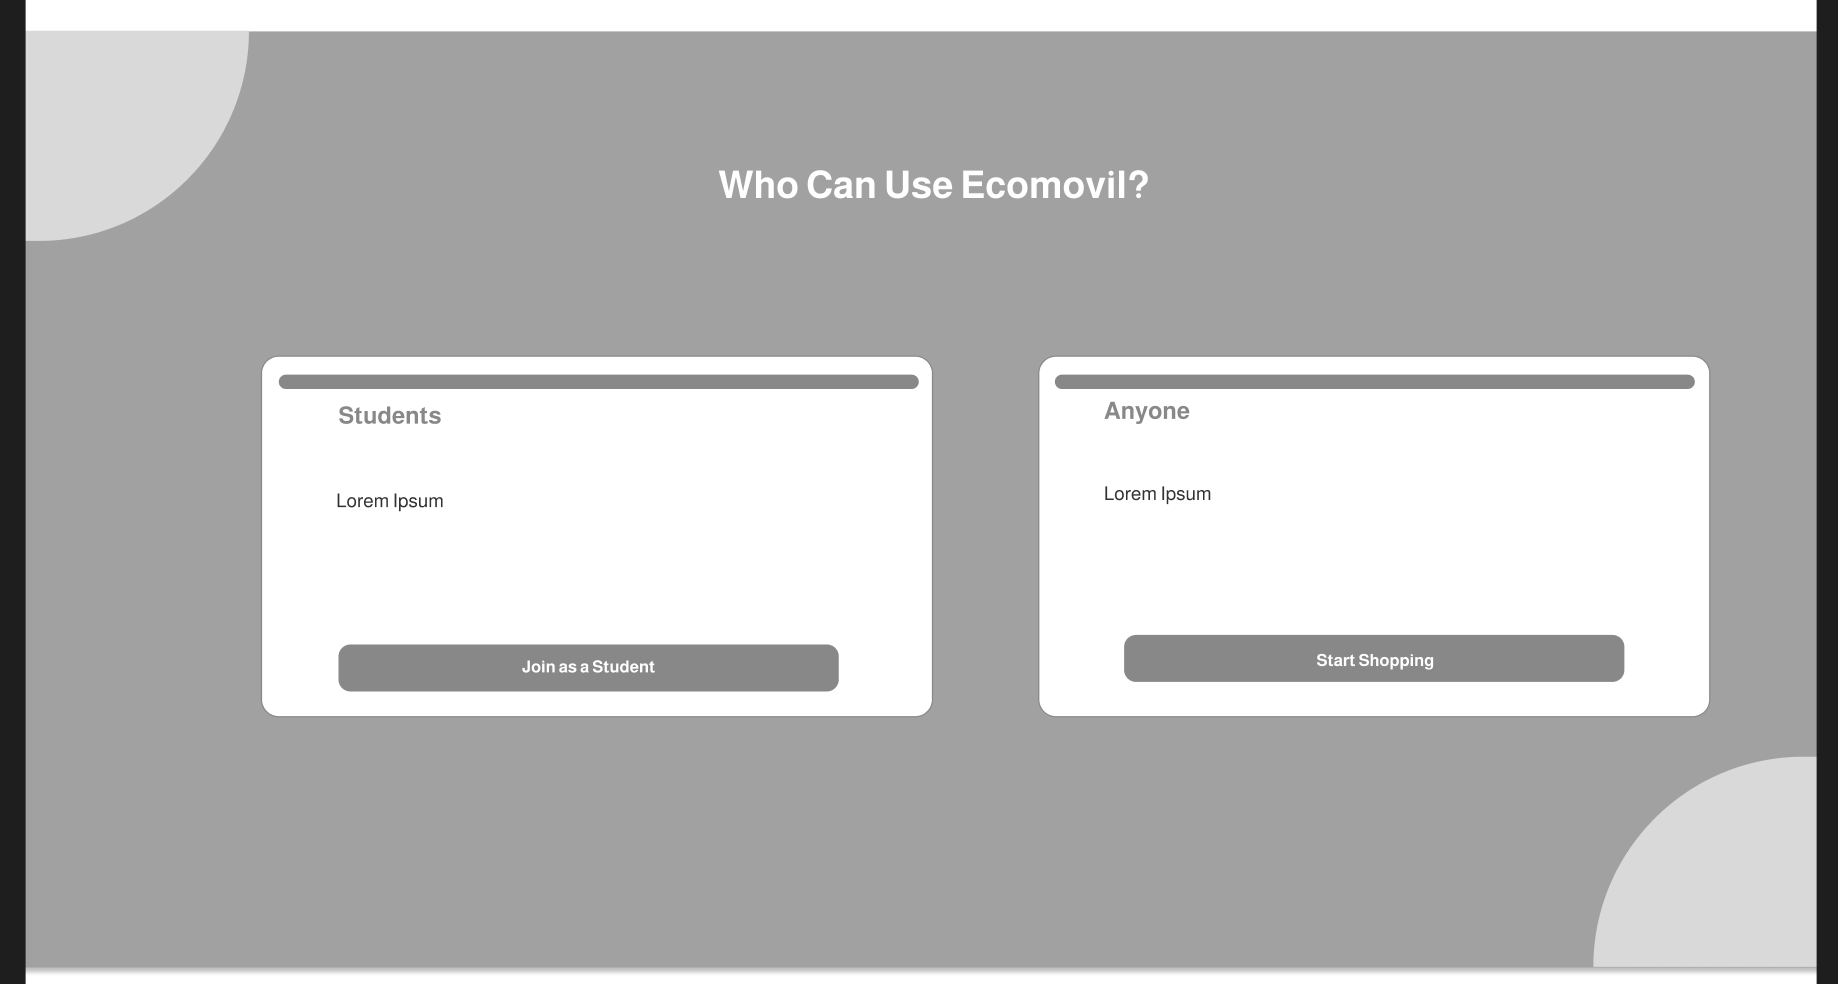 Who Can Use Ecomovil?
Students
Lorem Ipsum
Join as a Student
Anyone
Lorem Ipsum
Start Shopping